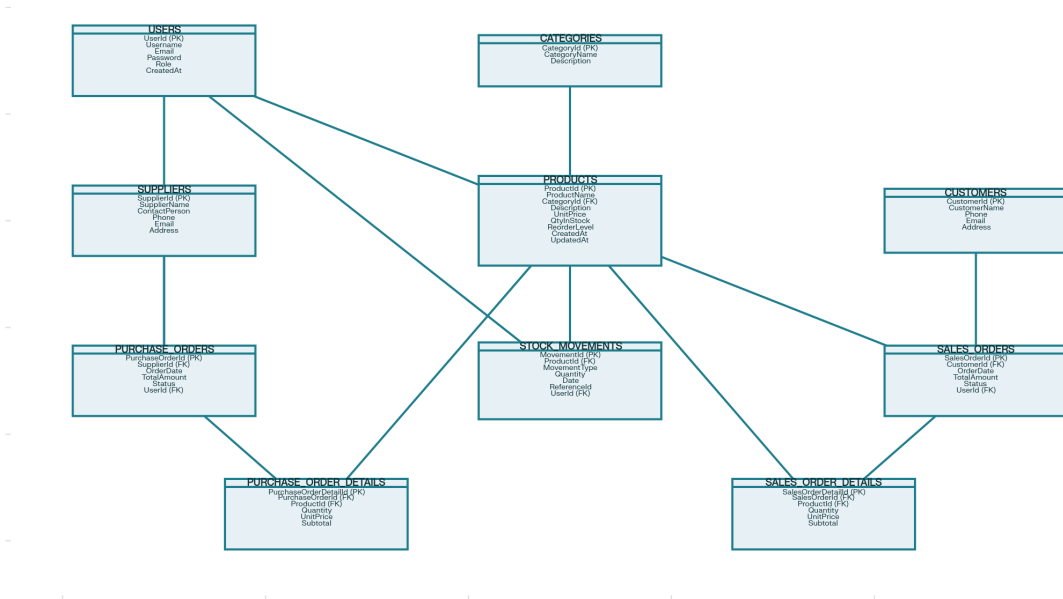 USERS
UserId (PK)
Username
Email
Password
Role
CreatedAt
CATEGORIES
CategoryId (PK)
CategoryName
Description
SUPPLIERS
SupplierId (PK)
SupplierName
ContactPerson
Phone
Email
Address
PRODUCTS
ProductId (PK)
ProductName
CategoryId (FK)
Description
UnitPrice
QtyInStock
ReorderLevel
CreatedAt
UpdatedAt
CUSTOMERS
CustomerId (PK)
CustomerName
Phone
Email
Address
PURCHASE_ORDERS
PurchaseOrderId (PK)
SupplierId (FK)
OrderDate
TotalAmount
Status
UserId (FK)
STOCK_MOVEMENTS
MovementId (PK)
ProductId (FK)
MovementType
Quantity
Date
ReferenceId
UserId (FK)
SALES_ORDERS
SalesOrderId (PK)
CustomerId (FK)
OrderDate
TotalAmount
Status
UserId (FK)
PURCHASE_ORDER_DETAILS
PurchaseOrderDetailId (PK)
PurchaseOrderId (FK)
ProductId (FK)
Quantity
UnitPrice
Subtotal
SALES_ORDER_DETAILS
SalesOrderDetailId (PK)
SalesOrderId (FK)
ProductId (FK)
Quantity
UnitPrice
Subtotal